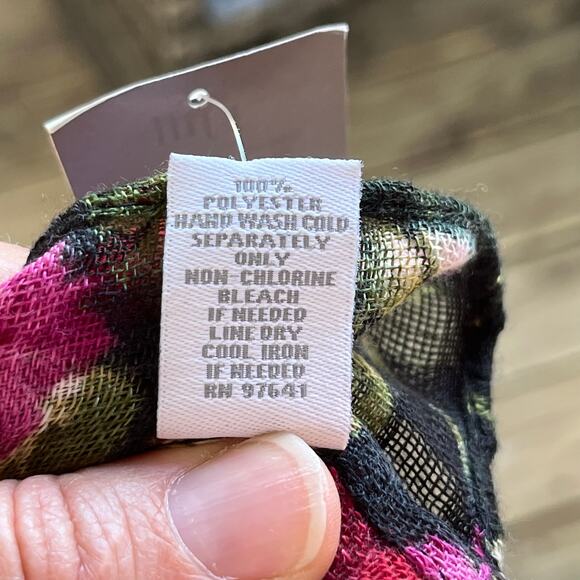 100%
POLYESTER
HAND WASH COLD
SEPARATELY
ONLY
NON-CHLORINE
BLEACH
IF NEEDED
LINE DRY
COOL IRON
IF NEEDED
RN 97641